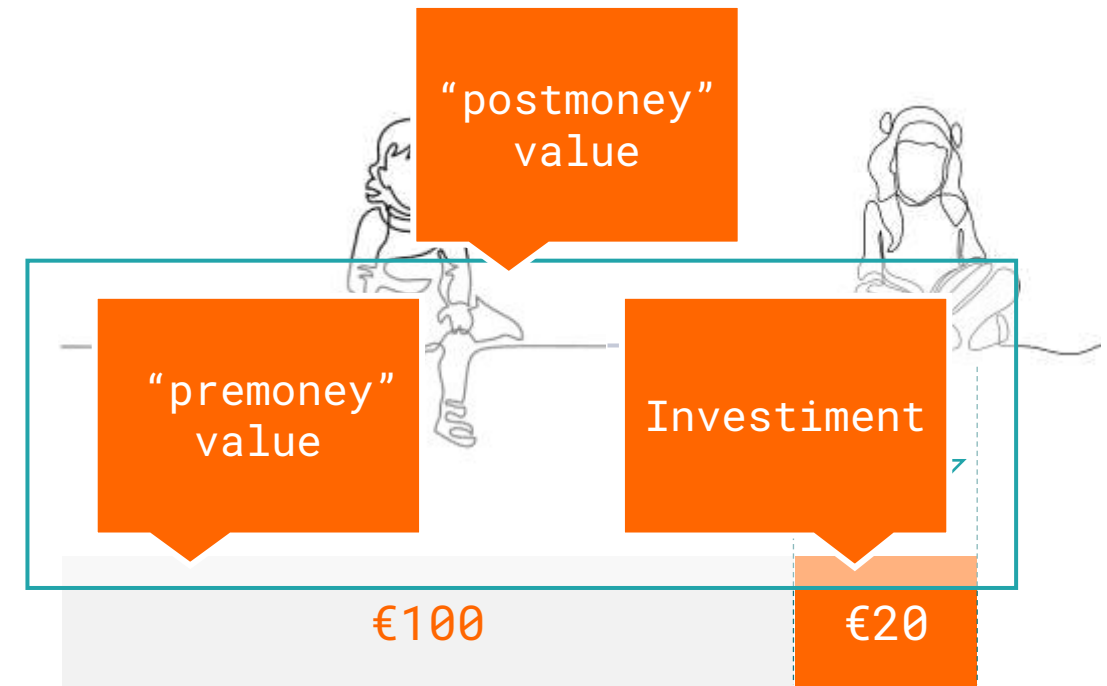 “postmoney”
value
“premoney”
value
Investiment
€100
€20